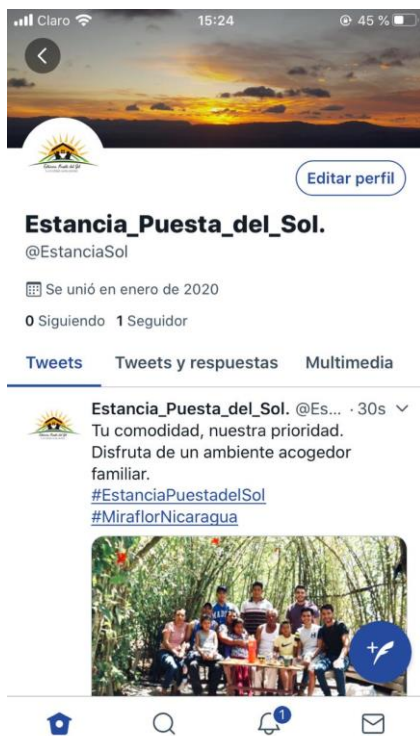 Claro 15:24 45 %
Editar perfil
Estancia_Puesta_del_Sol.
@EstanciaSol
Se unió en enero de 2020
0 Siguiendo 1 Seguidor
Tweets Tweets y respuestas Multimedia
Estancia_Puesta_del_Sol. @Es... · 30s
Tu comodidad, nuestra prioridad.
Disfruta de un ambiente acogedor
familiar.
#EstanciaPuestadelSol
#MiraflorNicaragua
1